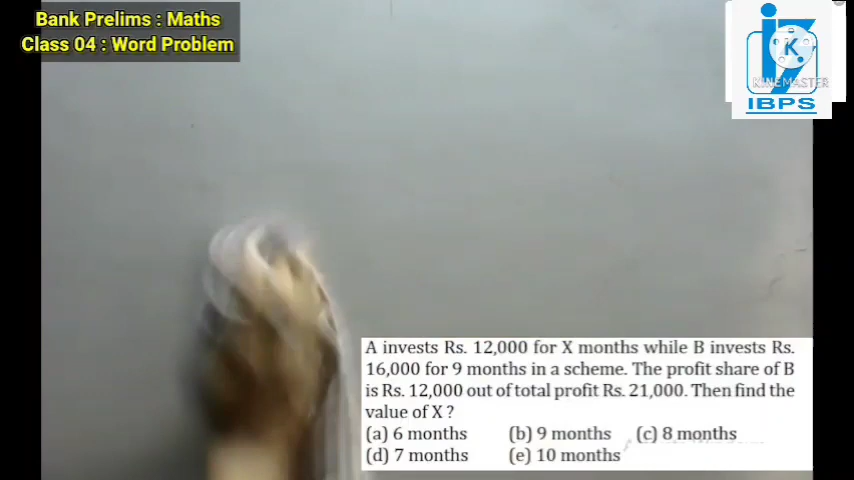 Bank Prelims : Maths
Class 04 : Word Problem
K
KINEMASTER
IBPS
A invests Rs. 12,000 for X months while B invests Rs.
16,000 for 9 months in a scheme. The profit share of B
is Rs. 12,000 out of total profit Rs. 21,000. Then find the
value of X ?
(a) 6 months (b) 9 months (c) 8 months
(d) 7 months (e) 10 months